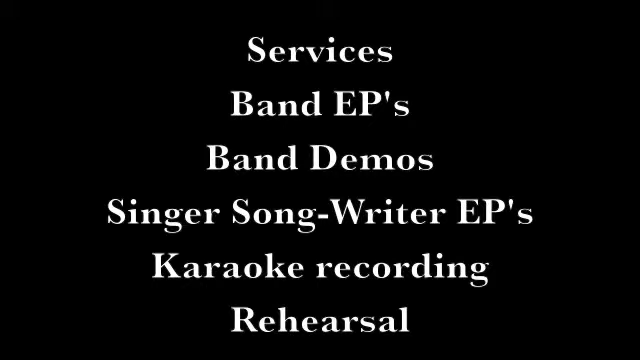 Services
Band EP's
Band Demos
Singer Song-Writer EP's
Karaoke recording
Rehearsal